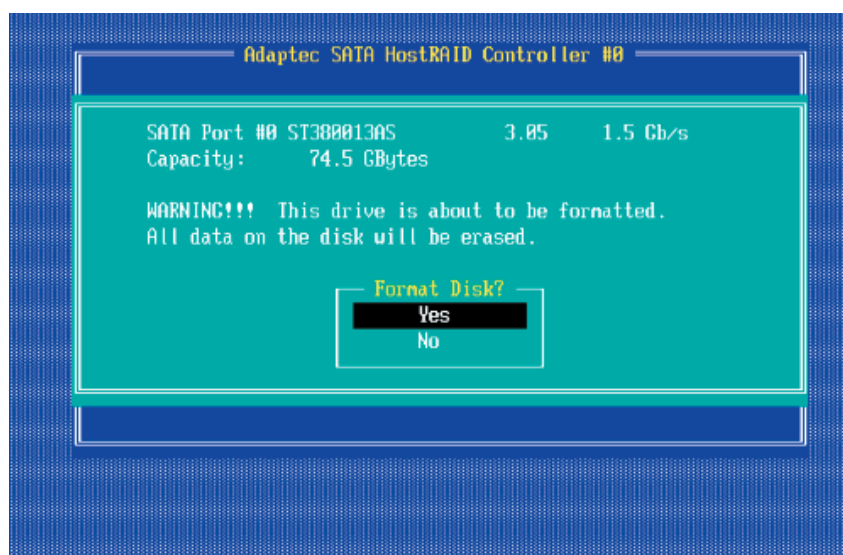 Adaptec SATA HostRAID Controller #0
SATA Port #0 ST380013AS 3.05 1.5 Gb/s
Capacity: 74.5 GBytes
WARNING!!! This drive is about to be formatted.
All data on the disk will be erased.
Format Disk?
Yes
No